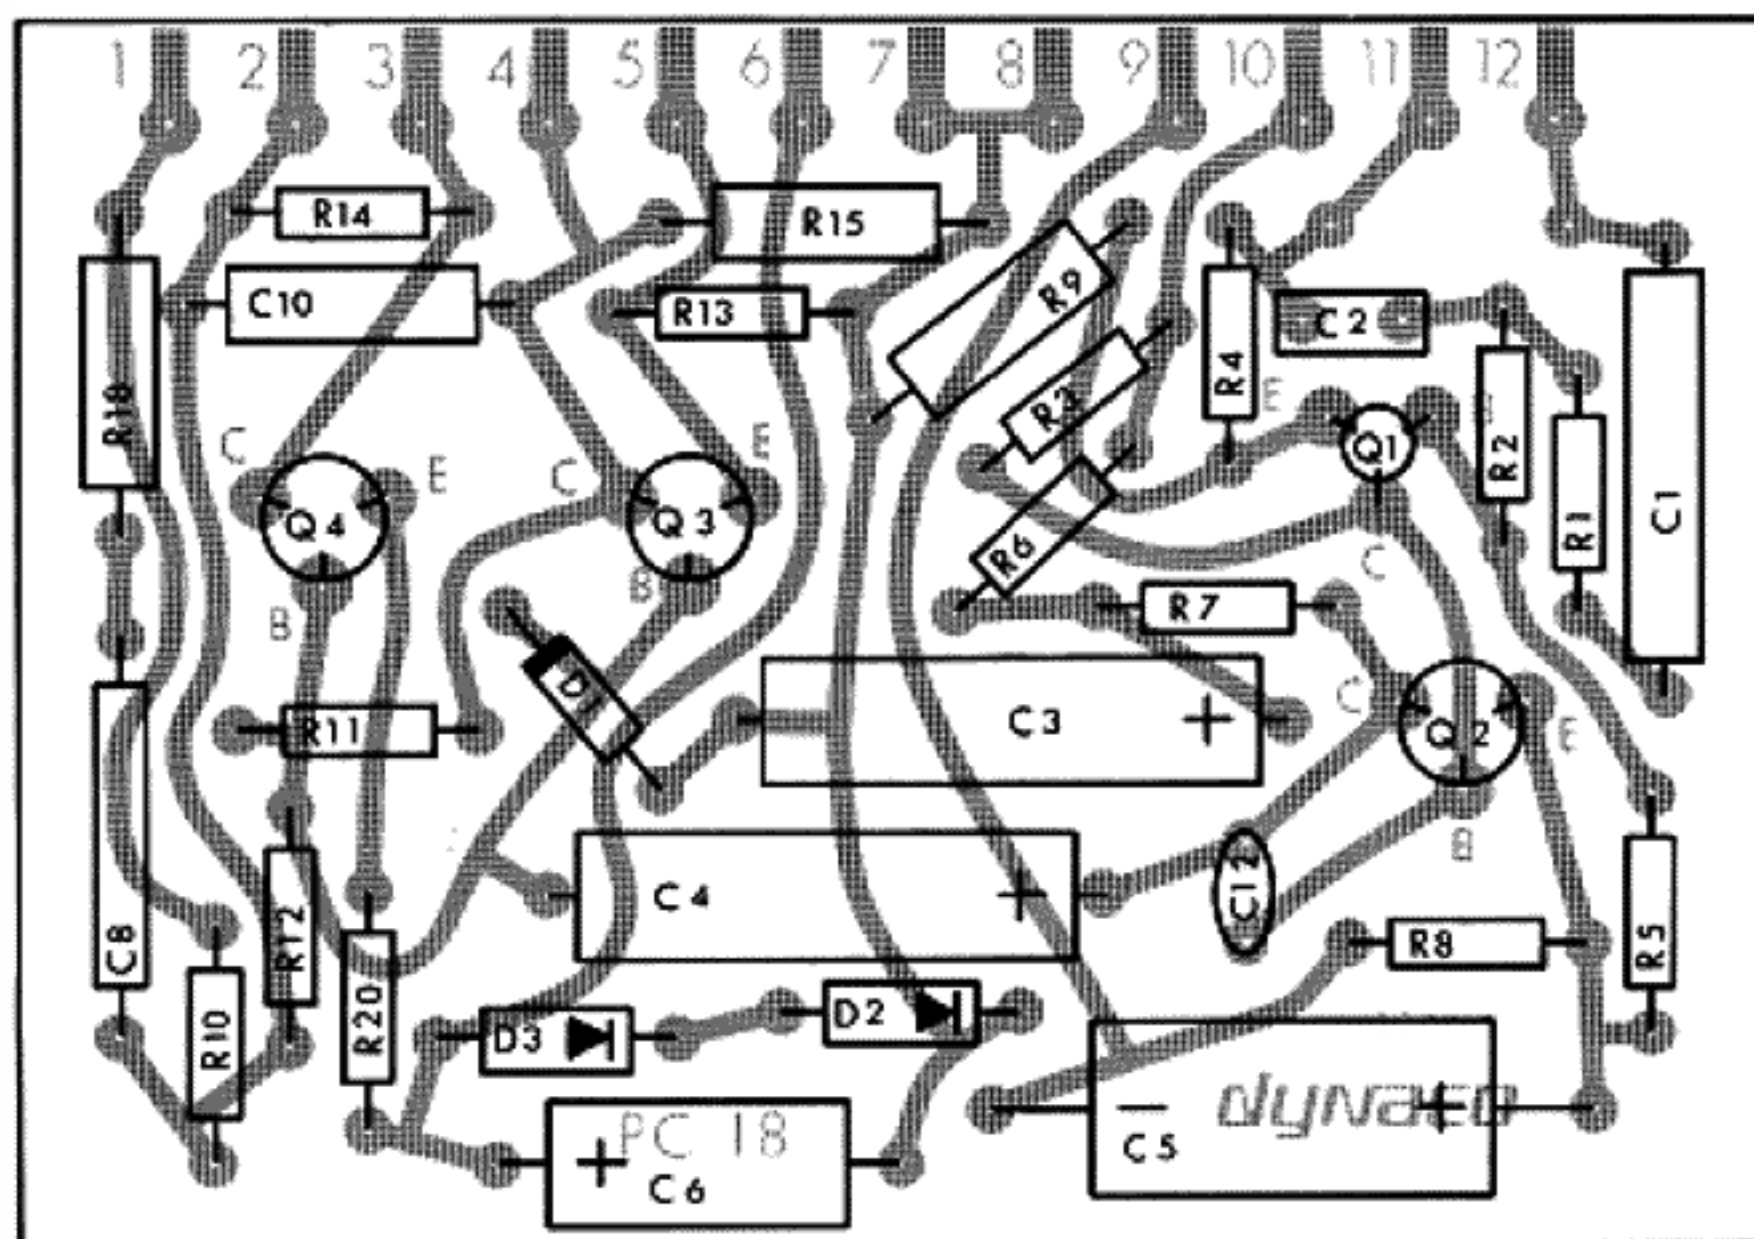 1 2 3 4 5 6 7 8 9 10 11 12
R14
R15
C10
R13
R9
R18
R3
R4
C2
E
R2
Q1
R1
C1
C
E
C
E
Q4
Q3
B
B
R6
C
R7
D1
R11
C3 +
C
Q2
E
B
C4 +
C12
C8
R12
R8
R5
R10
R20
D3
D2
PC 18
+
C6
dynaco
− +
C5